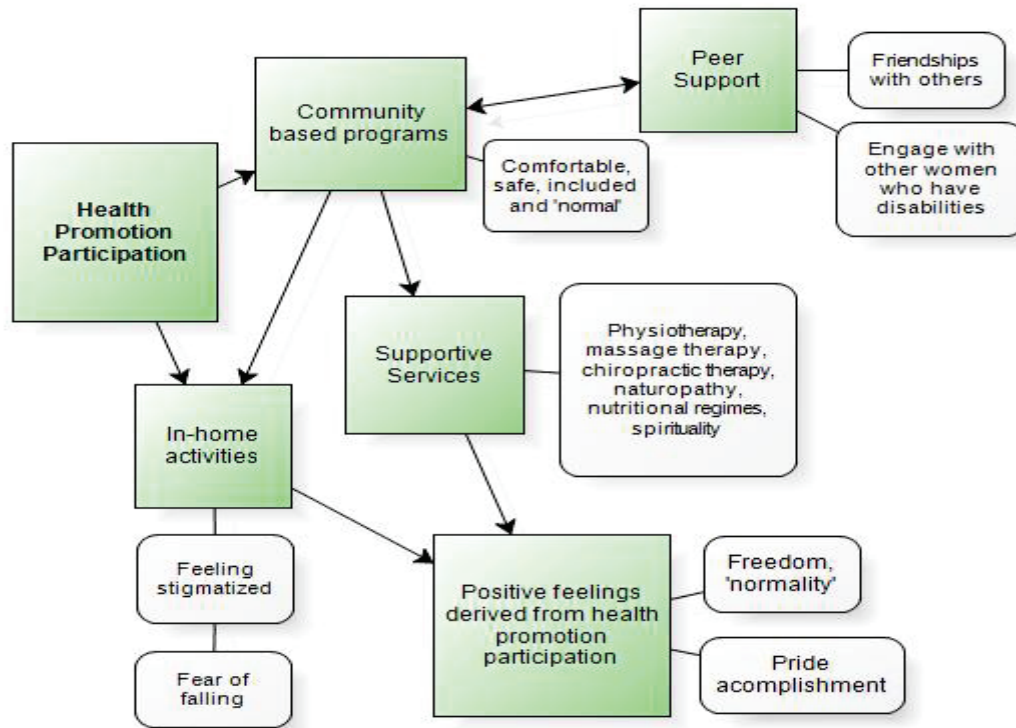 Peer
Support
Friendships
with others
Community
based programs
Comfortable,
safe, included
and 'normal'
Engage with
other women
who have
disabilities
Health
Promotion
Participation
Physiotherapy,
massage therapy,
chiropractic therapy,
naturopathy,
nutritional regimes,
spirituality
Supportive
Services
In-home
activities
Feeling
stigmatized
Fear of
falling
Positive feelings
derived from health
promotion
participation
Freedom,
'normality'
Pride
acomplishment